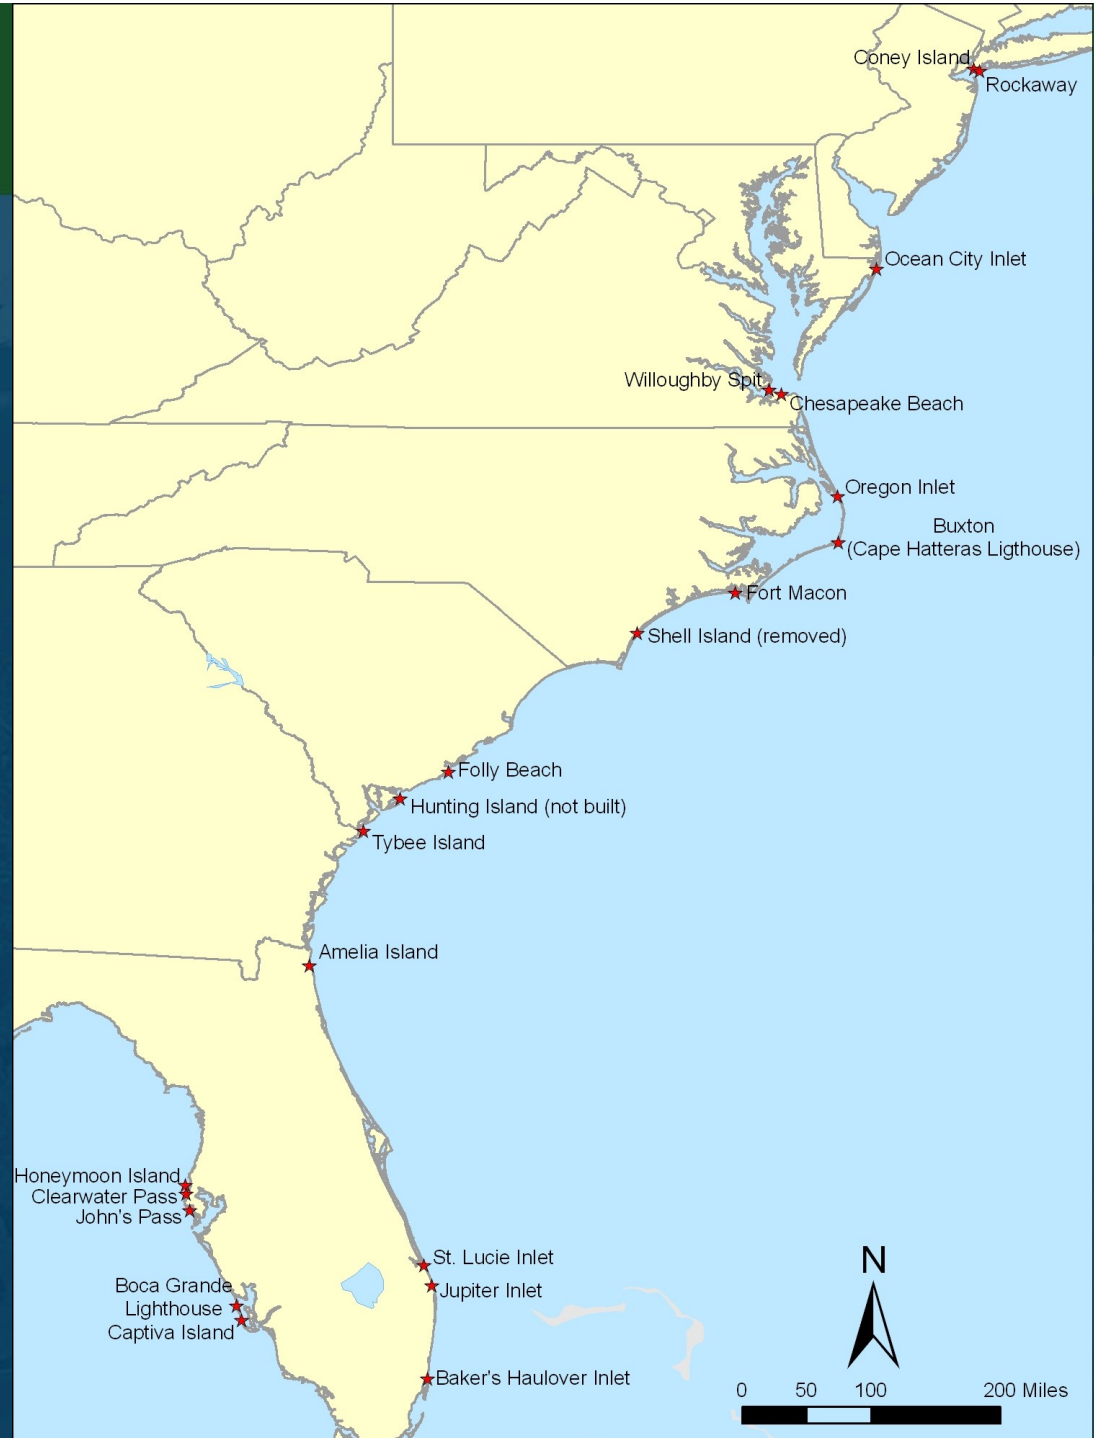 Coney Island
Rockaway
Ocean City Inlet
Willoughby Spit
Chesapeake Beach
Oregon Inlet
Buxton
(Cape Hatteras Ligthouse)
Fort Macon
Shell Island (removed)
Folly Beach
Hunting Island (not built)
Tybee Island
Amelia Island
Honeymoon Island
Clearwater Pass
John's Pass
St. Lucie Inlet
Jupiter Inlet
Boca Grande
Lighthouse
Captiva Island
Baker's Haulover Inlet
N
0 50 100 200 Miles